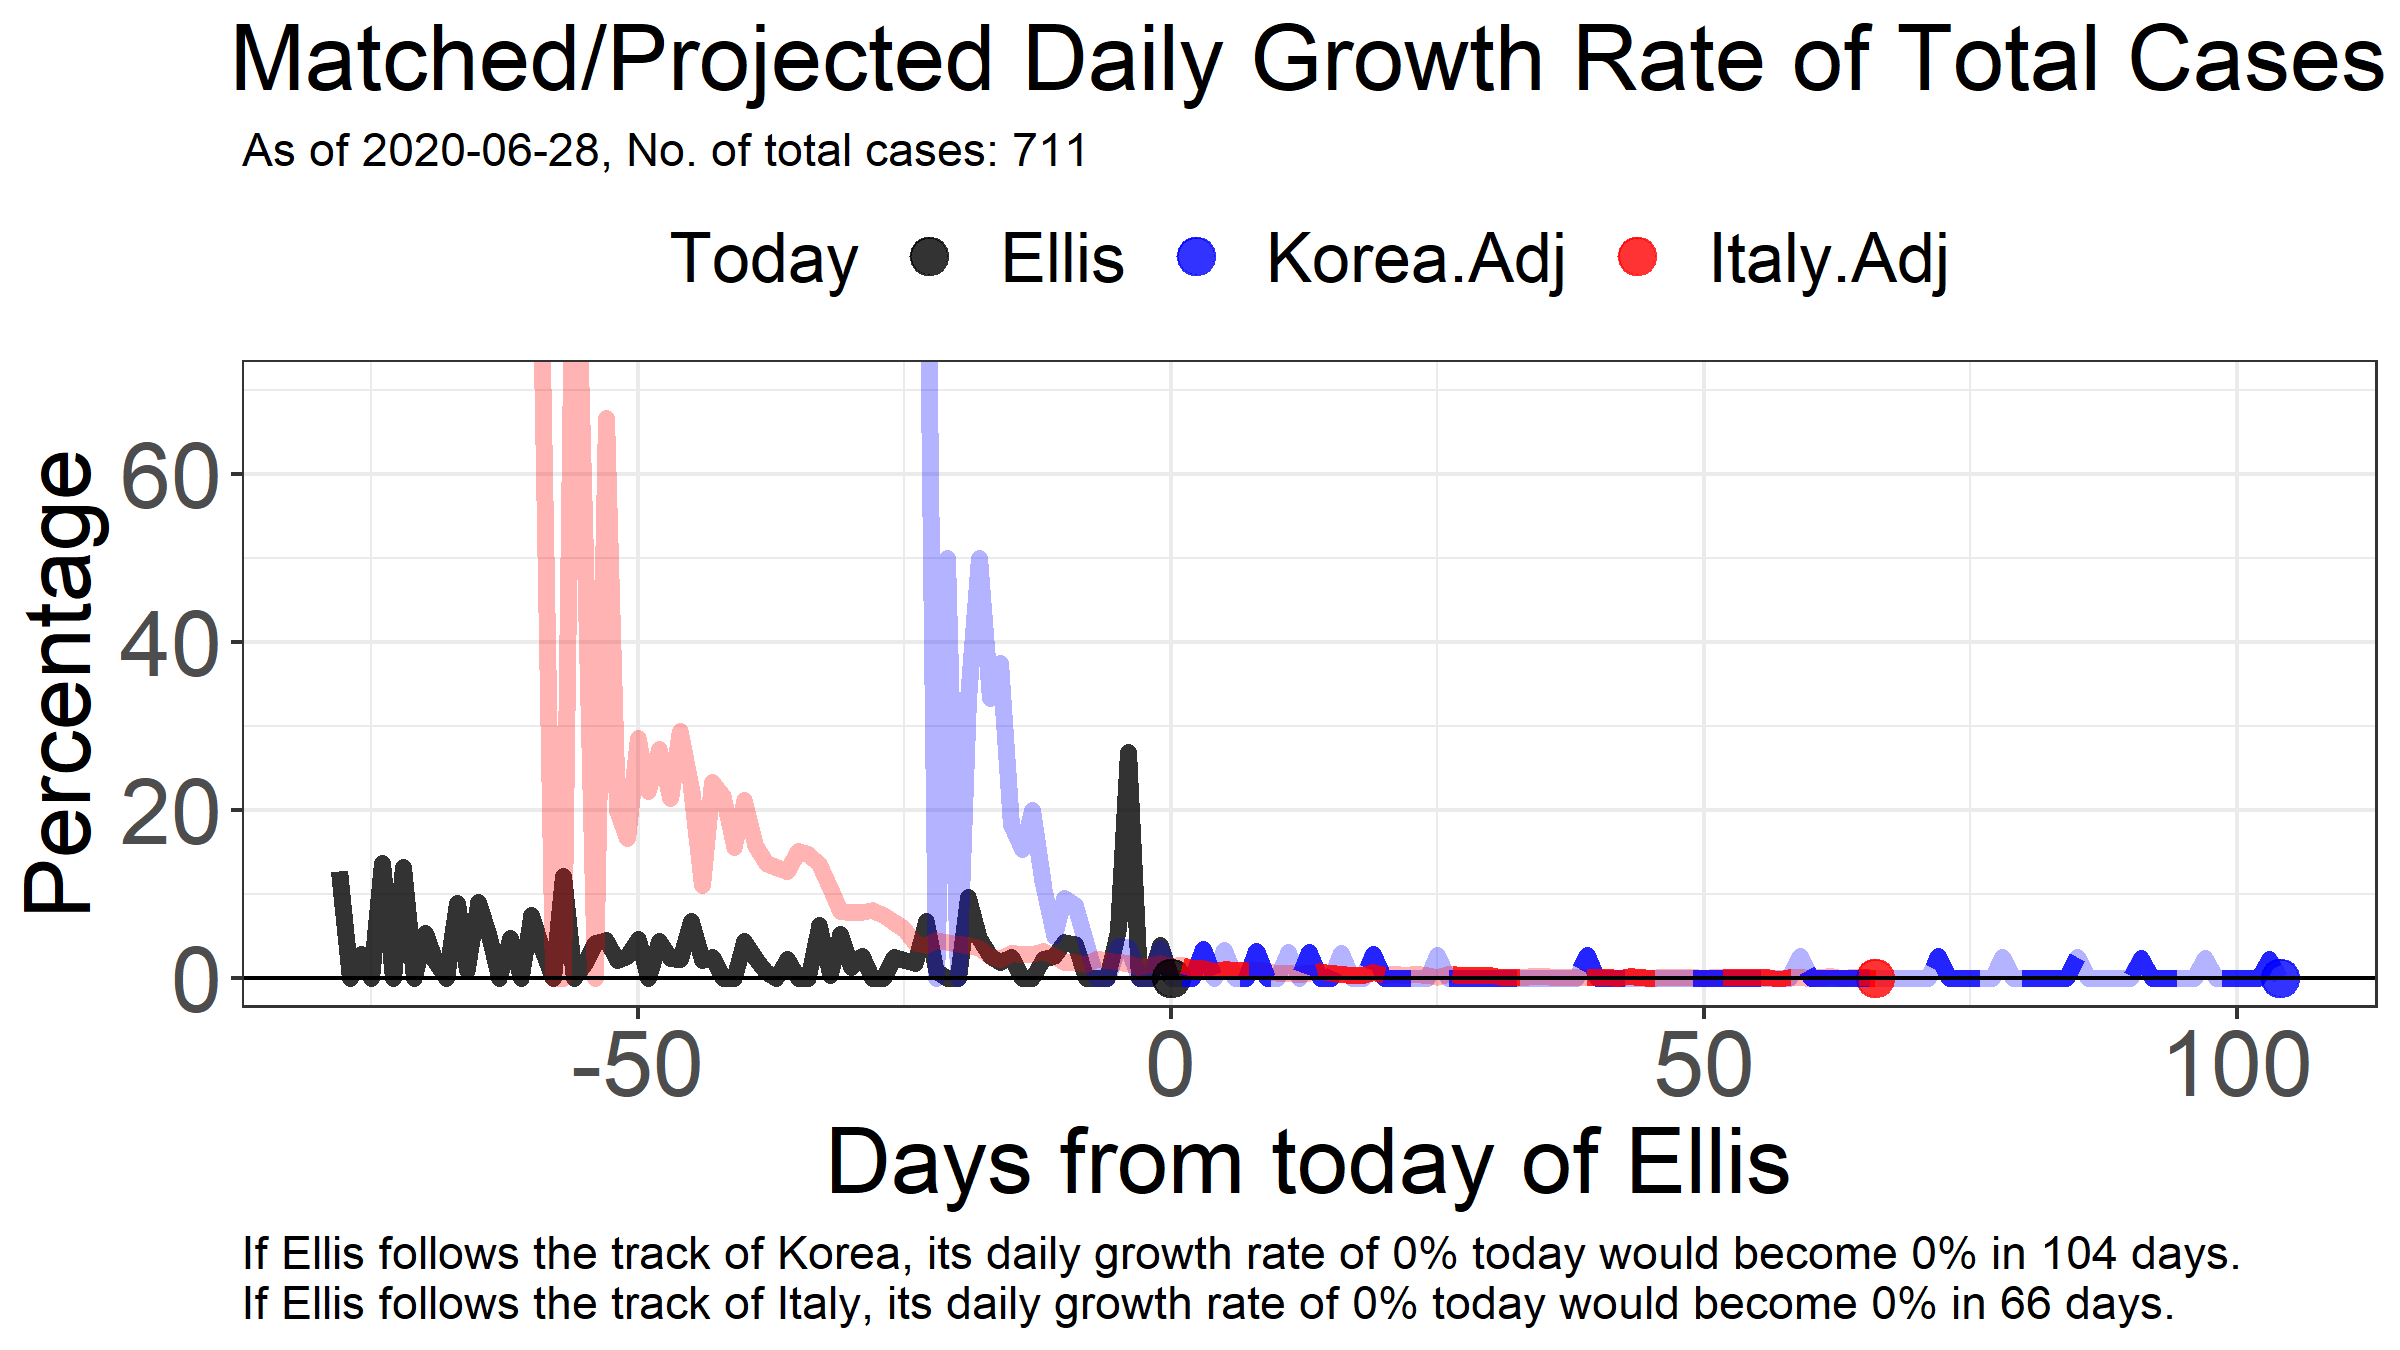 Matched/Projected Daily Growth Rate of Total Cases
As of 2020-06-28, No. of total cases: 711
Today Ellis Korea.Adj Italy.Adj
Percentage
60
40
20
0
-50 0 50 100
Days from today of Ellis
If Ellis follows the track of Korea, its daily growth rate of 0% today would become 0% in 104 days.
If Ellis follows the track of Italy, its daily growth rate of 0% today would become 0% in 66 days.